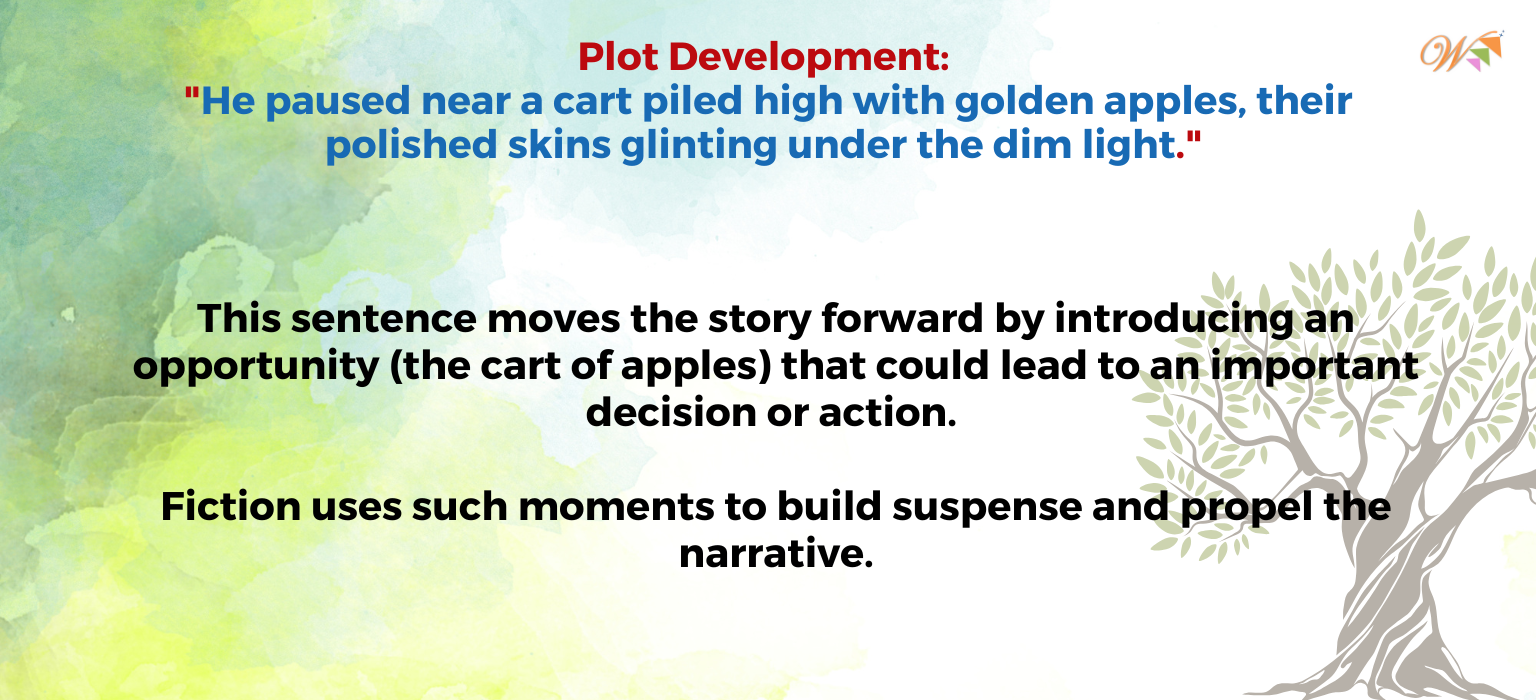 Plot Development:
"He paused near a cart piled high with golden apples, their
polished skins glinting under the dim light."
This sentence moves the story forward by introducing an
opportunity (the cart of apples) that could lead to an important
decision or action.
Fiction uses such moments to build suspense and propel the
narrative.
W